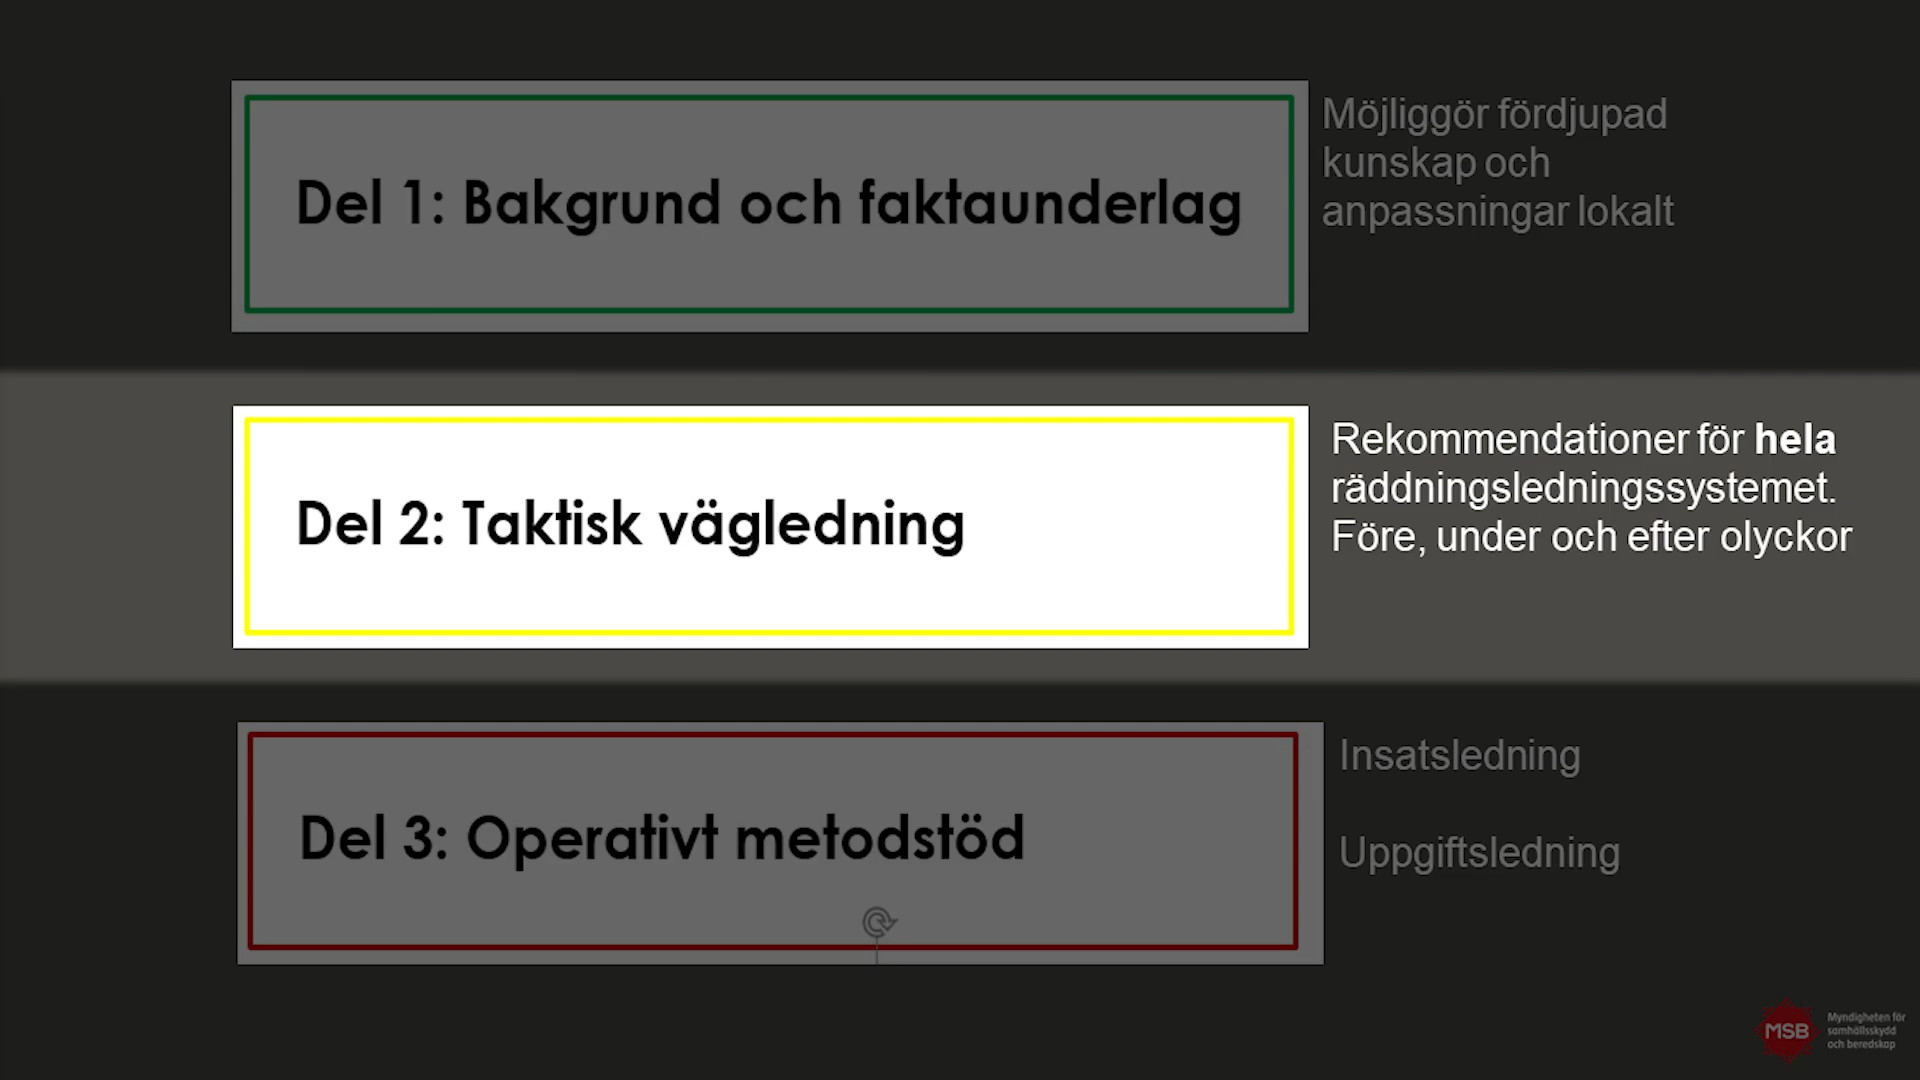 Del 1: Bakgrund och faktaunderlag
Möjliggör fördjupad
kunskap och
anpassningar lokalt
Del 2: Taktisk vägledning
Rekommendationer för hela
räddningsledningssystemet.
Före, under och efter olyckor
Del 3: Operativt metodstöd
Insatsledning
Uppgiftsledning
MSB
Myndigheten för
samhällsskydd
och beredskap